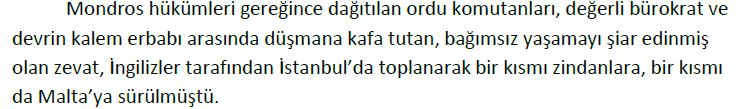 Mondros hükümleri gereğince dağıtılan ordu komutanları, değerli bürokrat ve
devrin kalem erbabı arasında düşmana kafa tutan, bağımsız yaşamayı şiar edinmiş
olan zevat, İngilizler tarafından İstanbul’da toplanarak bir kısmı zindanlara, bir kısmı
da Malta’ya sürülmüştü.